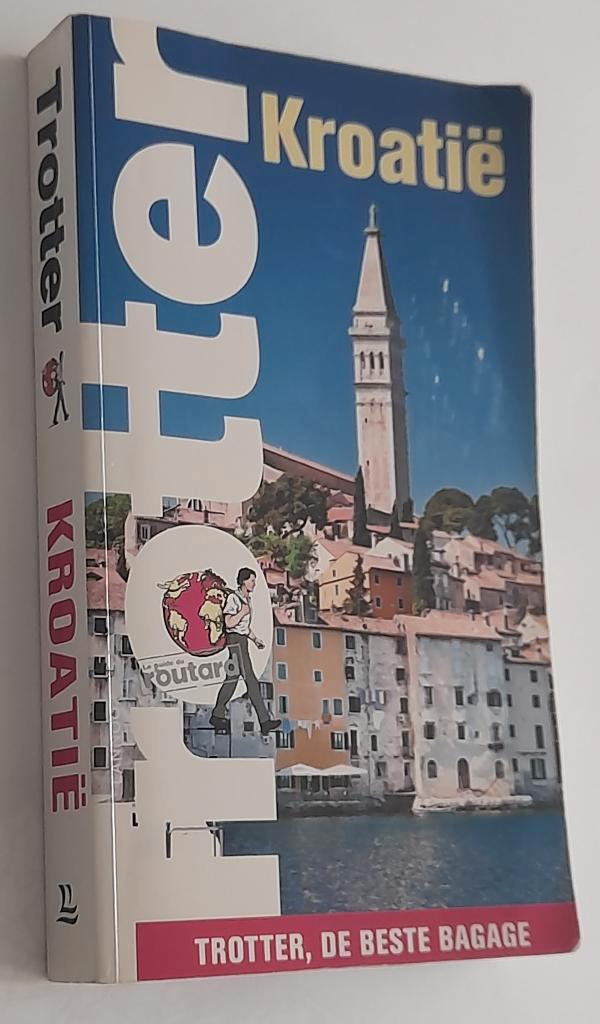 Trotter
KROATIË
Kroatië
trotter
Le guide du
routard
TROTTER, DE BESTE BAGAGE